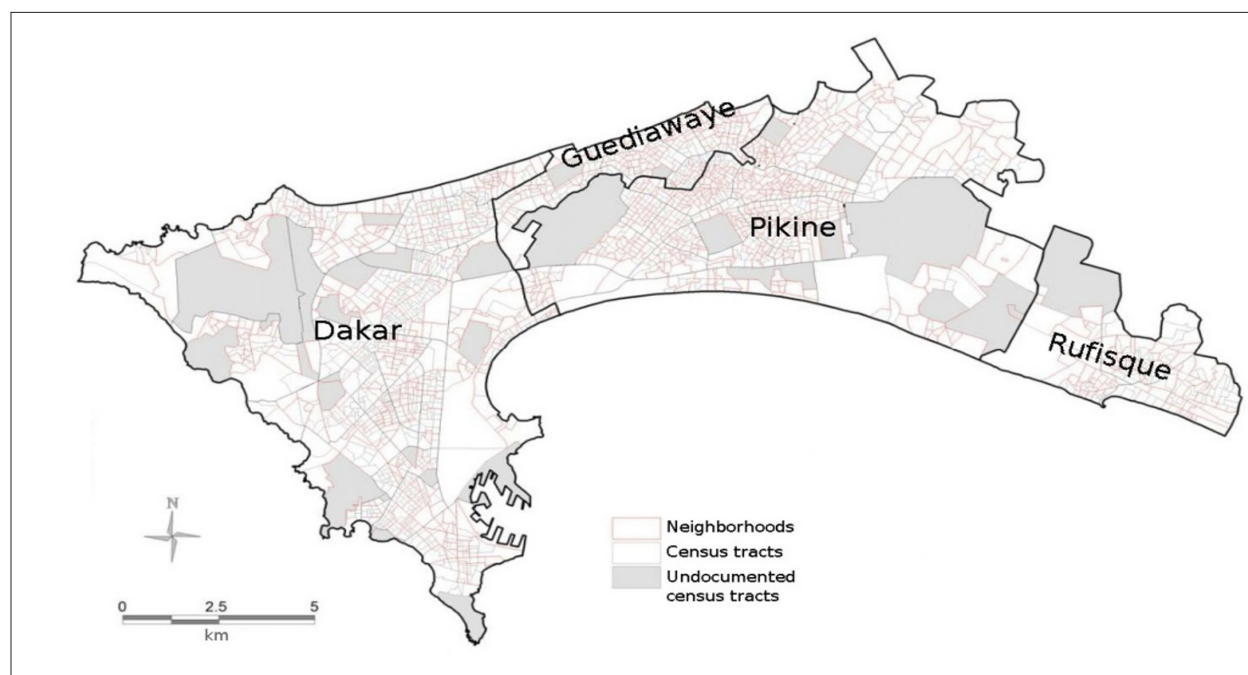 Guediawaye
Pikine
Dakar
Rufisque
N
Neighborhoods
Census tracts
Undocumented
census tracts
0 2.5 5
km